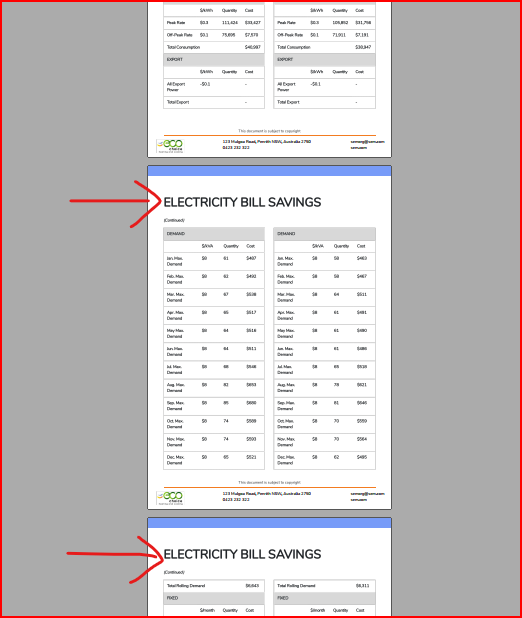 $/kWh Quantity Cost $/kWh Quantity Cost
Peak Rate $0.3 111,424 $33,427 Peak Rate $0.3 105,852 $31,756
Off-Peak Rate $0.1 75,695 $7,570 Off-Peak Rate $0.1 71,911 $7,191
Total Consumption $40,997 Total Consumption $38,947
EXPORT EXPORT
$/kWh Quantity Cost $/kWh Quantity Cost
All Export Power -$0.1 - All Export Power -$0.1 -
Total Export - Total Export -
This document is subject to copyright
eco
123 Mulgoa Road, Penrith NSW, Australia 2750
0423 232 322
ELECTRICITY BILL SAVINGS
(Continued)
DEMAND DEMAND
$/kVA Quantity Cost $/kVA Quantity Cost
Jan. Max. Demand $8 61 $487 Jan. Max. Demand $8 58 $463
Feb. Max. Demand $8 62 $492 Feb. Max. Demand $8 58 $467
Mar. Max. Demand $8 67 $538 Mar. Max. Demand $8 64 $511
Apr. Max. Demand $8 65 $517 Apr. Max. Demand $8 61 $491
May Max. Demand $8 64 $516 May Max. Demand $8 61 $490
Jun. Max. Demand $8 64 $511 Jun. Max. Demand $8 61 $486
Jul. Max. Demand $8 68 $546 Jul. Max. Demand $8 65 $518
Aug. Max. Demand $8 82 $653 Aug. Max. Demand $8 78 $621
Sep. Max. Demand $8 85 $680 Sep. Max. Demand $8 81 $646
Oct. Max. Demand $8 74 $589 Oct. Max. Demand $8 70 $559
Nov. Max. Demand $8 74 $593 Nov. Max. Demand $8 70 $564
Dec. Max. Demand $8 65 $521 Dec. Max. Demand $8 62 $495
This document is subject to copyright
eco
123 Mulgoa Road, Penrith NSW, Australia 2750
0423 232 322
ELECTRICITY BILL SAVINGS
(Continued)
Total Rolling Demand $6,643 Total Rolling Demand $6,311
FIXED FIXED
$/month Quantity Cost $/month Quantity Cost